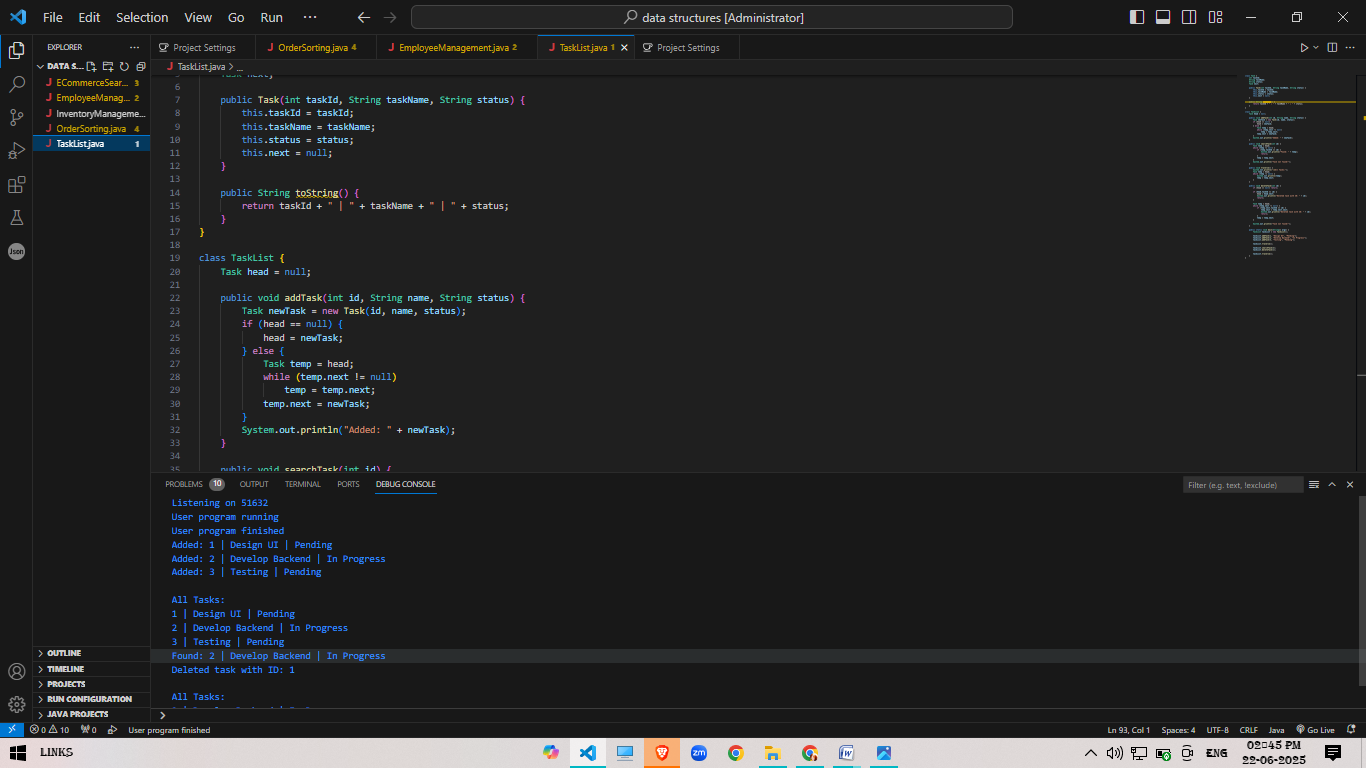 File Edit Selection View Go Run ··· data structures [Administrator]
EXPLORER ···
DATA S...
ECommerceSear... 3
EmployeeManag... 2
InventoryManageme...
OrderSorting.java 4
TaskList.java 1
OUTLINE
TIMELINE
PROJECTS
RUN CONFIGURATION
JAVA PROJECTS
Json
Project Settings OrderSorting.java 4 EmployeeManagement.java 2 TaskList.java 1 Project Settings
TaskList.java > ...
6
7 public Task(int taskId, String taskName, String status) {
8 this.taskId = taskId;
9 this.taskName = taskName;
10 this.status = status;
11 this.next = null;
12 }
13
14 public String toString() {
15 return taskId + " | " + taskName + " | " + status;
16 }
17 }
18
19 class TaskList {
20 Task head = null;
21
22 public void addTask(int id, String name, String status) {
23 Task newTask = new Task(id, name, status);
24 if (head == null) {
25 head = newTask;
26 } else {
27 Task temp = head;
28 while (temp.next != null)
29 temp = temp.next;
30 temp.next = newTask;
31 }
32 System.out.println("Added: " + newTask);
33 }
34
35 public void searchTask(int id) {
PROBLEMS 10 OUTPUT TERMINAL PORTS DEBUG CONSOLE Filter (e.g. text, !exclude)
Listening on 51632
User program running
User program finished
Added: 1 | Design UI | Pending
Added: 2 | Develop Backend | In Progress
Added: 3 | Testing | Pending
All Tasks:
1 | Design UI | Pending
2 | Develop Backend | In Progress
3 | Testing | Pending
Found: 2 | Develop Backend | In Progress
Deleted task with ID: 1
All Tasks:
0 10 0 User program finished Ln 93, Col 1 Spaces: 4 UTF-8 CRLF Java Go Live
LINKS zm ENG 02:45 PM
22-06-2025